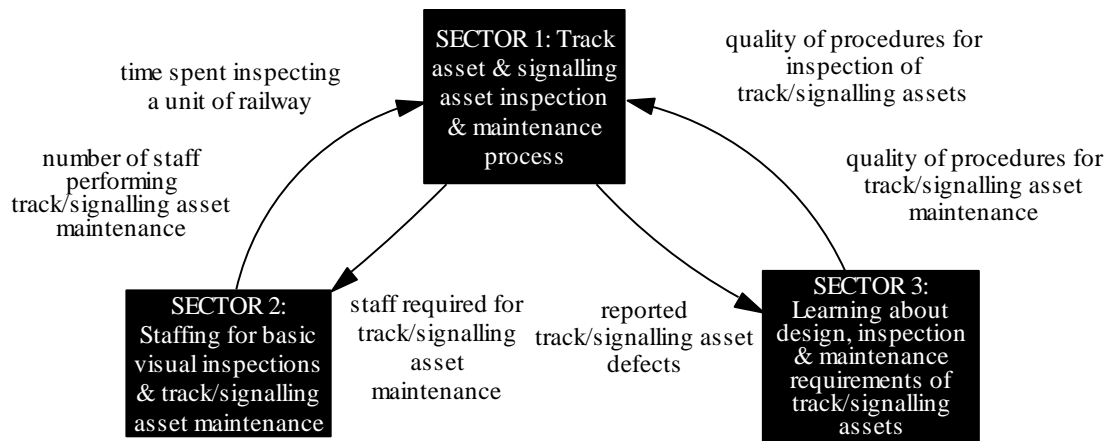 SECTOR 1: Track
asset & signalling
asset inspection
& maintenance
process
time spent inspecting
a unit of railway
number of staff
performing
track/signalling asset
maintenance
quality of procedures for
inspection of
track/signalling assets
quality of procedures for
track/signalling asset
maintenance
SECTOR 2:
Staffing for basic
visual inspections
& track/signalling
asset maintenance
staff required for
track/signalling
asset
maintenance
reported
track/signalling asset
defects
SECTOR 3:
Learning about
design, inspection
& maintenance
requirements of
track/signalling
assets